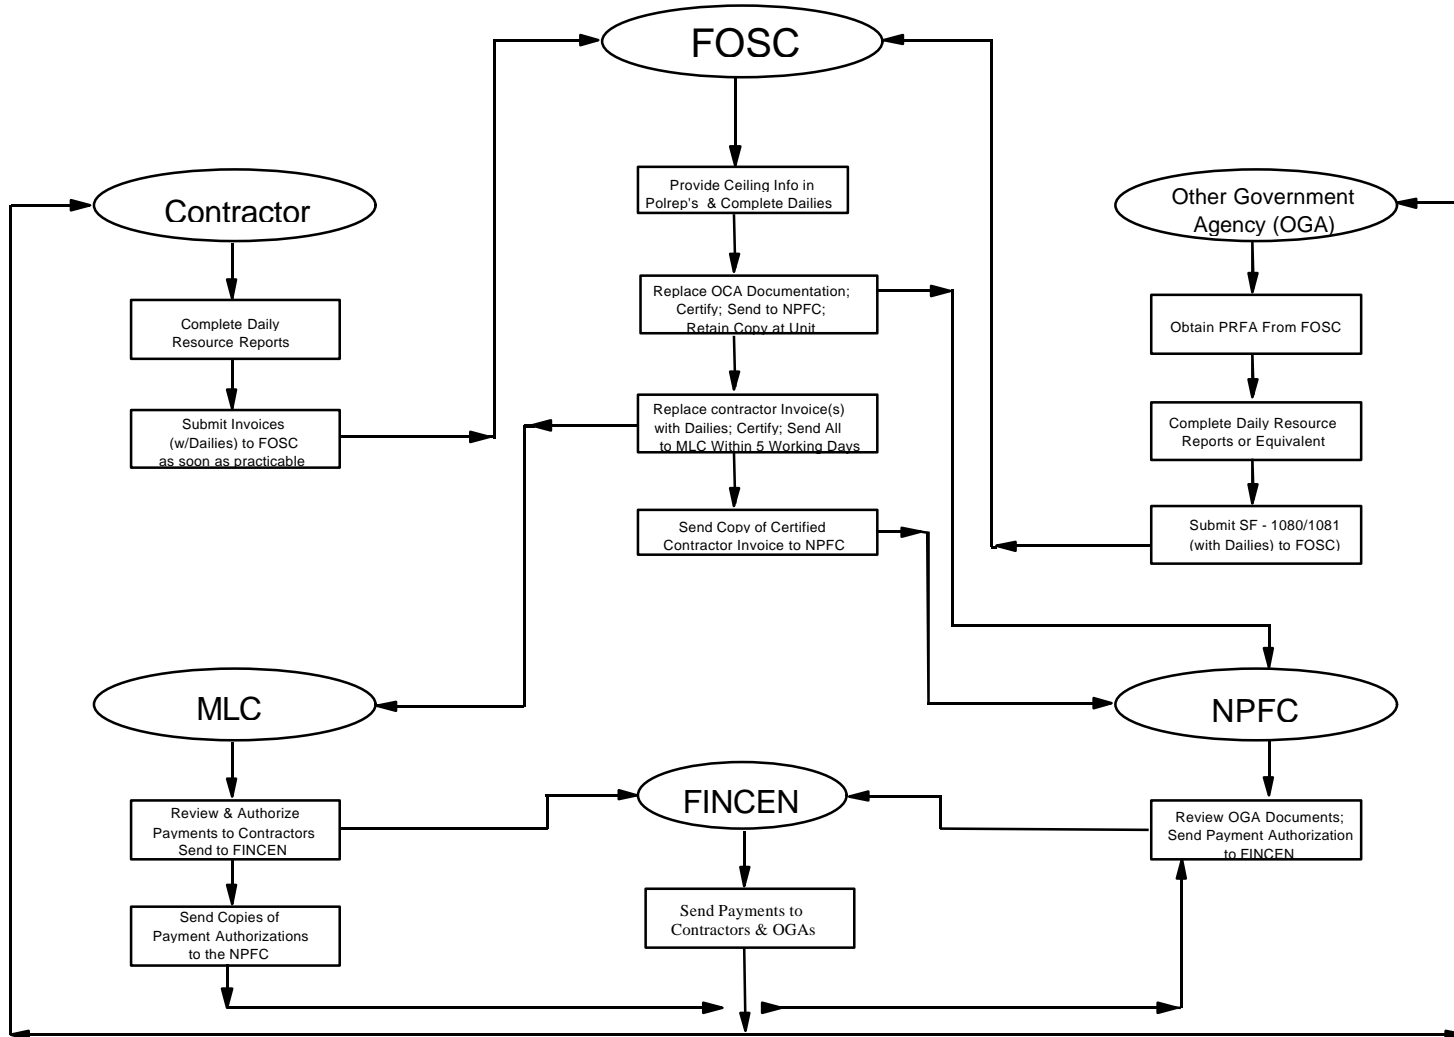 FOSC
Contractor
Complete Daily
Resource Reports
Submit Invoices
(w/Dailies) to FOSC
as soon as practicable
Provide Ceiling Info in
Polrep's & Complete Dailies
Replace OCA Documentation;
Certify; Send to NPFC;
Retain Copy at Unit
Replace contractor Invoice(s)
with Dailies; Certify; Send All
to MLC Within 5 Working Days
Send Copy of Certified
Contractor Invoice to NPFC
Other Government
Agency (OGA)
Obtain PRFA From FOSC
Complete Daily Resource
Reports or Equivalent
Submit SF - 1080/1081
(with Dailies) to FOSC)
MLC
Review & Authorize
Payments to Contractors
Send to FINCEN
Send Copies of
Payment Authorizations
to the NPFC
FINCEN
Send Payments to
Contractors & OGAs
NPFC
Review OGA Documents;
Send Payment Authorization
to FINCEN